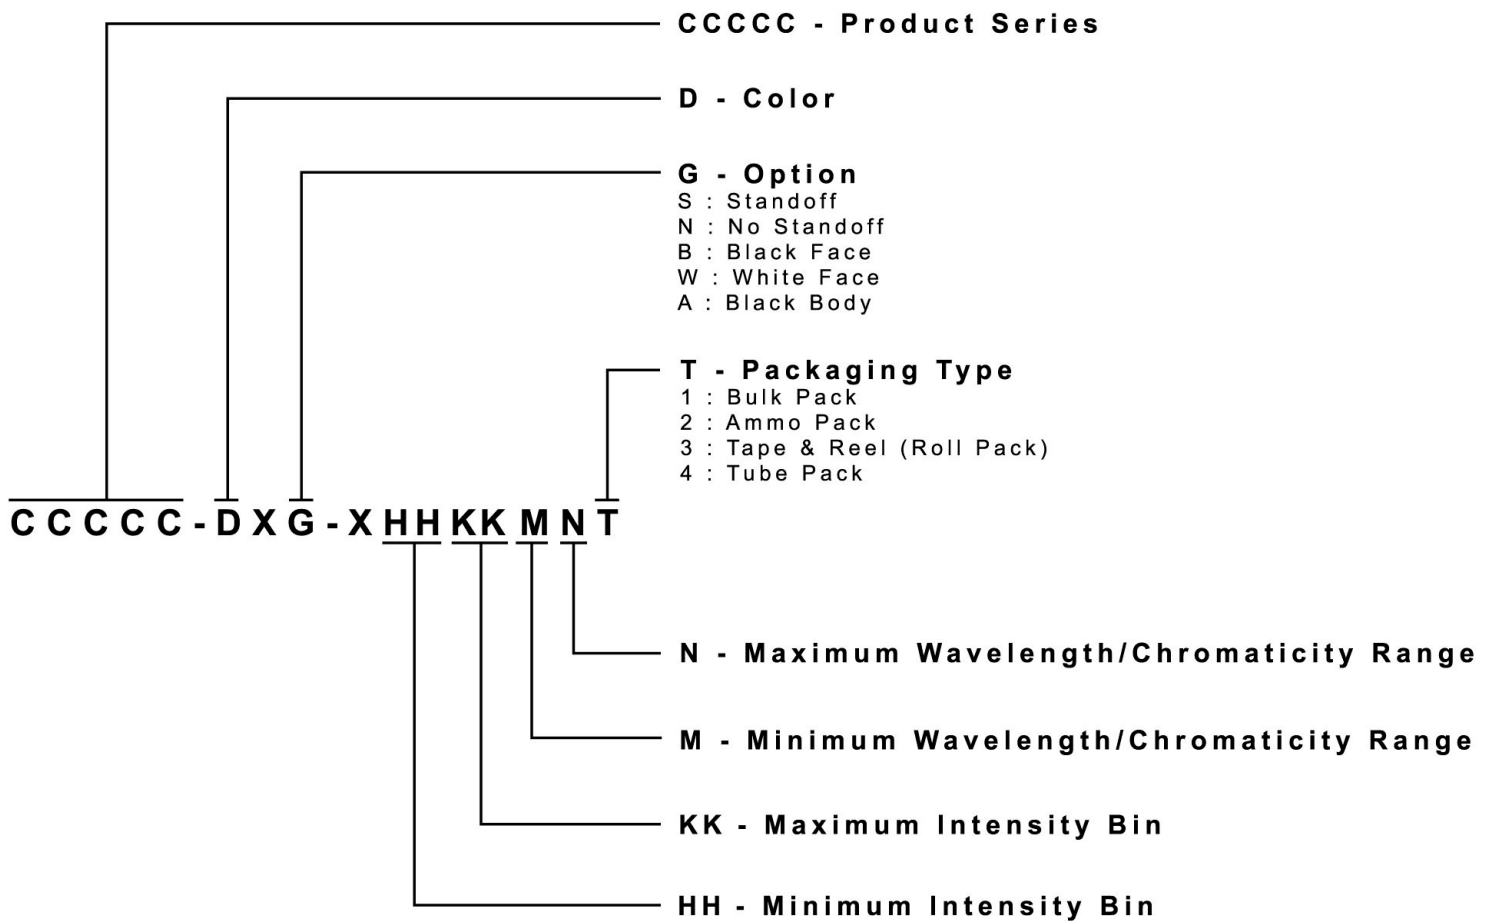 CCCCC - Product Series
D - Color
G - Option
S : Standoff
N : No Standoff
B : Black Face
W : White Face
A : Black Body
T - Packaging Type
1 : Bulk Pack
2 : Ammo Pack
3 : Tape & Reel (Roll Pack)
4 : Tube Pack
CCCCC-DXG-XHHKKMNT
N - Maximum Wavelength/Chromaticity Range
M - Minimum Wavelength/Chromaticity Range
KK - Maximum Intensity Bin
HH - Minimum Intensity Bin